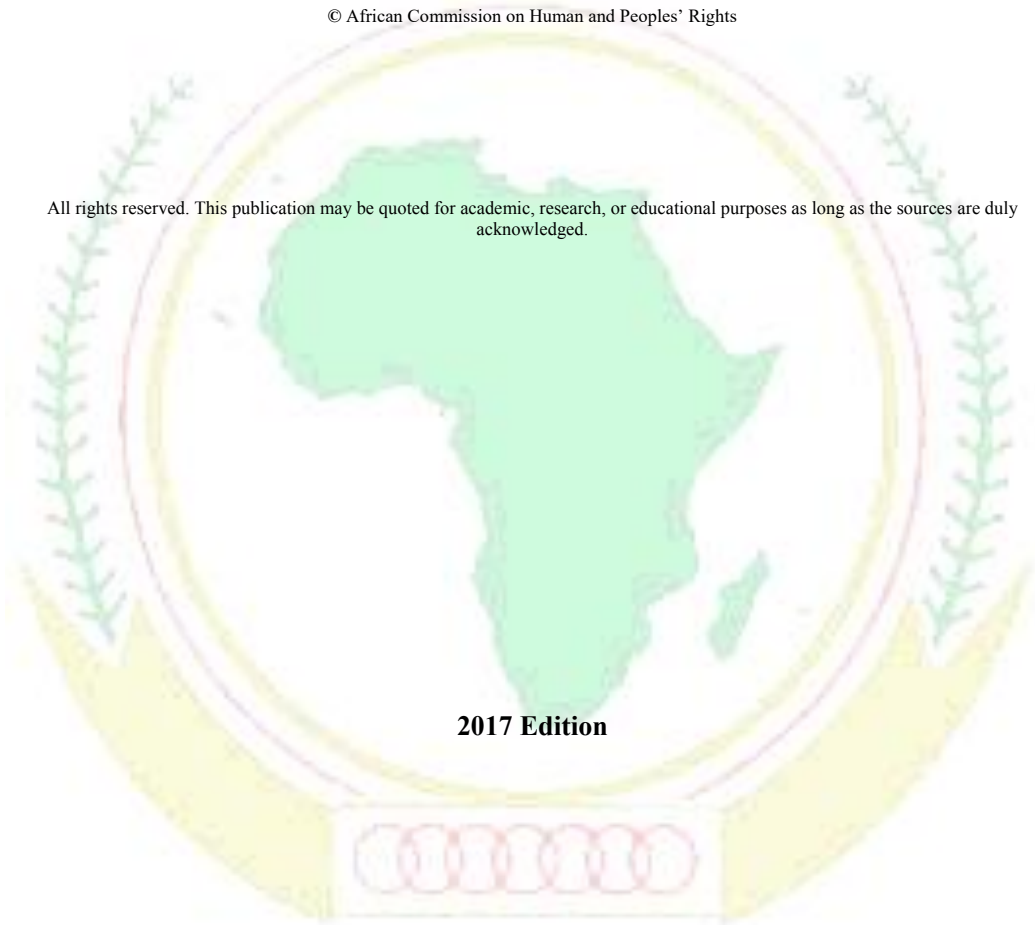 © African Commission on Human and Peoples’ Rights
All rights reserved. This publication may be quoted for academic, research, or educational purposes as long as the sources are duly
acknowledged.
2017 Edition